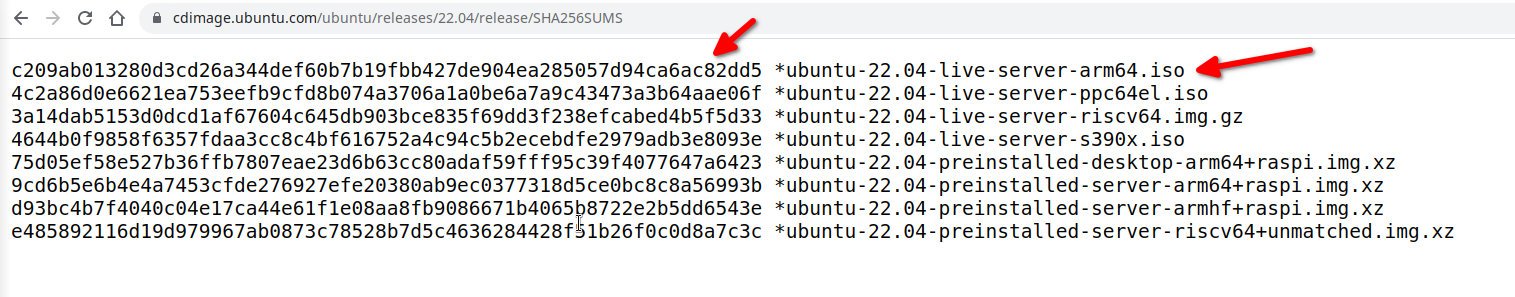 cdimage.ubuntu.com/ubuntu/releases/22.04/release/SHA256SUMS
c209ab013280d3cd26a344def60b7b19fbb427de904ea285057d94ca6ac82dd5 *ubuntu-22.04-live-server-arm64.iso
4c2a86d0e6621ea753eefb9cfd8b074a3706a1a0be6a7a9c43473a3b64aae06f *ubuntu-22.04-live-server-ppc64el.iso
3a14dab5153d0dcd1af67604c645db903bce835f69dd3f238efcabed4b5f5d33 *ubuntu-22.04-live-server-riscv64.img.gz
4644b0f9858f6357fdaa3cc8c4bf616752a4c94c5b2ecebdfe2979adb3e8093e *ubuntu-22.04-live-server-s390x.iso
75d05ef58e527b36ffb7807eae23d6b63cc80adaf59fff95c39f4077647a6423 *ubuntu-22.04-preinstalled-desktop-arm64+raspi.img.xz
9cd6b5e6b4e4a7453cfde276927efe20380ab9ec0377318d5ce0bc8c8a56993b *ubuntu-22.04-preinstalled-server-arm64+raspi.img.xz
d93bc4b7f4040c04e17ca44e61f1e08aa8fb9086671b4065b8722e2b5dd6543e *ubuntu-22.04-preinstalled-server-armhf+raspi.img.xz
e485892116d19d979967ab0873c78528b7d5c4636284428f51b26f0c0d8a7c3c *ubuntu-22.04-preinstalled-server-riscv64+unmatched.img.xz